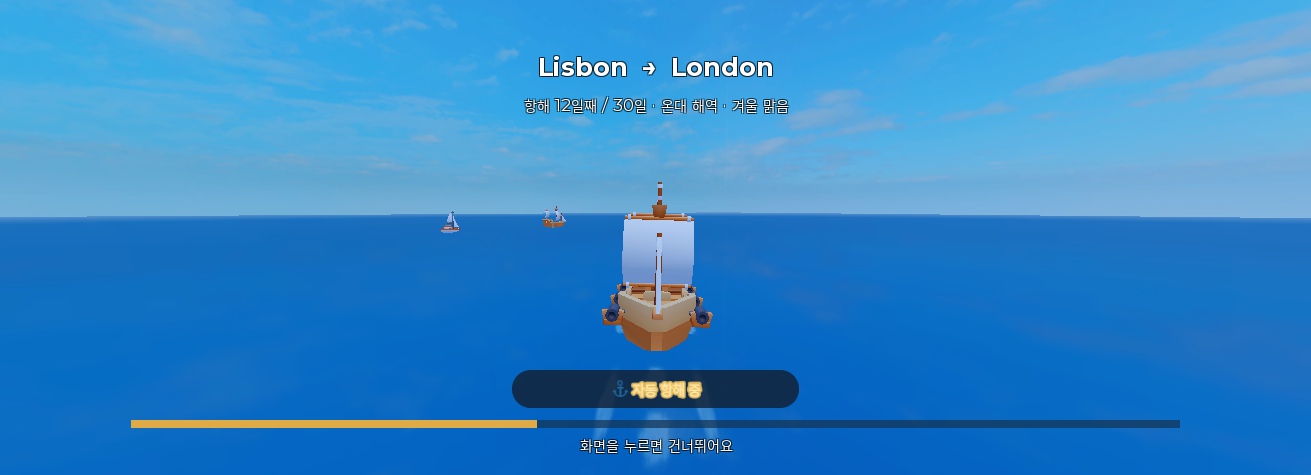 Lisbon → London
항해 12일째 / 30일 · 온대 해역 · 겨울 맑음
⚓ 자동 항해 중
화면을 누르면 건너뛰어요